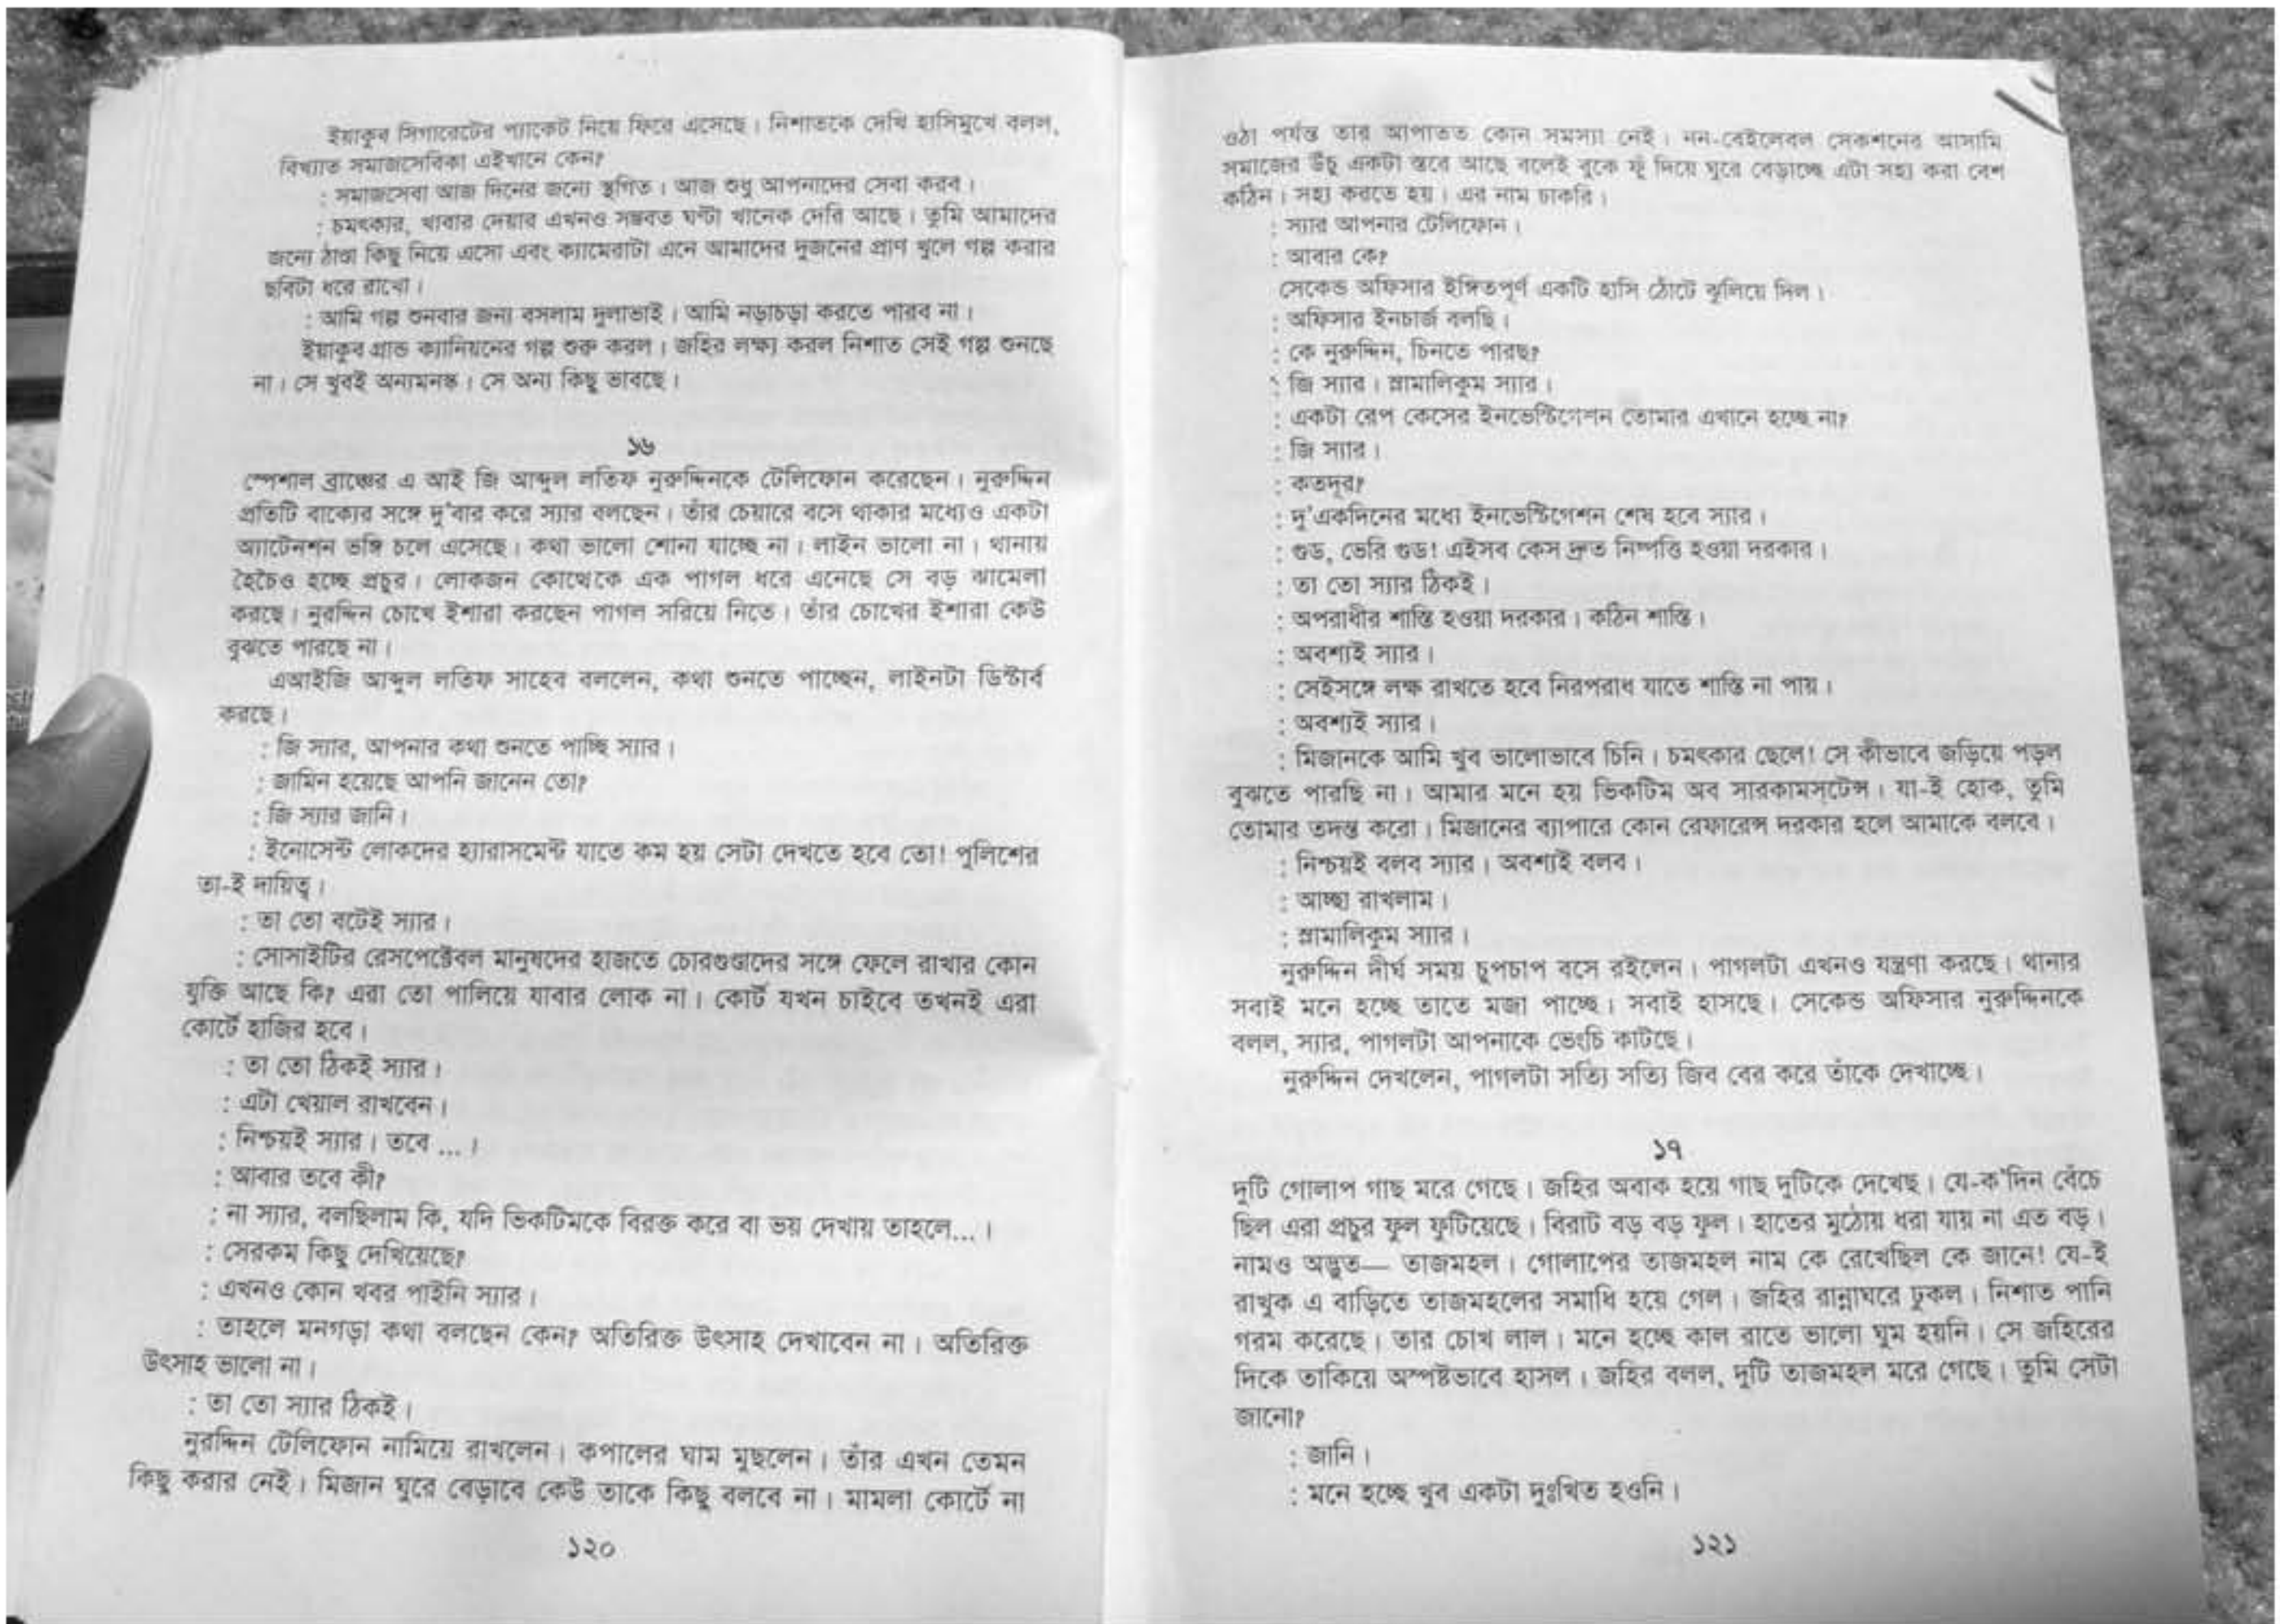 ইয়াকুব সিগারেটের প্যাকেট নিয়ে ফিরে এসেছে। নিশাতকে দেখি হাসিমুখে বলল,
বিখ্যাত সমাজসেবিকা এইখানে কেন?
: সমাজসেবা আজ দিনের জন্যে স্থগিত। আজ শুধু আপনাদের সেবা করব।
: চমৎকার, খাবার দেয়ার এখনও সম্ভবত ঘণ্টা খানেক দেরি আছে। তুমি আমাদের
জন্যে ঠাণ্ডা কিছু নিয়ে এসো এবং ক্যামেরাটা এনে আমাদের দুজনের প্রাণ খুলে গল্প করার
ছবিটা ধরে রাখো।
: আমি গল্প শুনবার জন্য বসলাম দুলাভাই। আমি নড়াচড়া করতে পারব না।
ইয়াকুব গ্রান্ড ক্যানিয়নের গল্প শুরু করল। জহির লক্ষ্য করল নিশাত সেই গল্প শুনছে
না। সে খুবই অন্যমনস্ক। সে অন্য কিছু ভাবছে।
১৬
স্পেশাল ব্রাঞ্চের এ আই জি আব্দুল লতিফ নুরুদ্দিনকে টেলিফোন করেছেন। নুরুদ্দিন
প্রতিটি বাক্যের সঙ্গে দু'বার করে স্যার বলছেন। তাঁর চেয়ারে বসে থাকার মধ্যেও একটা
অ্যাটেনশন ভঙ্গি চলে এসেছে। কথা ভালো শোনা যাচ্ছে না। লাইন ভালো না। থানায়
হৈচৈও হচ্ছে প্রচুর। লোকজন কোত্থেকে এক পাগল ধরে এনেছে সে বড় ঝামেলা
করছে। নুরদ্দিন চোখে ইশারা করছেন পাগল সরিয়ে নিতে। তাঁর চোখের ইশারা কেউ
বুঝতে পারছে না।
এআইজি আব্দুল লতিফ সাহেব বললেন, কথা শুনতে পাচ্ছেন, লাইনটা ডিস্টার্ব
করছে।
: জি স্যার, আপনার কথা শুনতে পাচ্ছি স্যার।
: জামিন হয়েছে আপনি জানেন তো?
: জি স্যার জানি।
: ইনোসেন্ট লোকদের হ্যারাসমেন্ট যাতে কম হয় সেটা দেখতে হবে তো! পুলিশের
তা-ই দায়িত্ব।
: তা তো বটেই স্যার।
: সোসাইটির রেসপেক্টেবল মানুষদের হাজতে চোরগুণ্ডাদের সঙ্গে ফেলে রাখার কোন
যুক্তি আছে কি? এরা তো পালিয়ে যাবার লোক না। কোর্ট যখন চাইবে তখনই এরা
কোর্টে হাজির হবে।
: তা তো ঠিকই স্যার।
: এটা খেয়াল রাখবেন।
: নিশ্চয়ই স্যার। তবে ...।
: আবার তবে কী?
: না স্যার, বলছিলাম কি, যদি ভিকটিমকে বিরক্ত করে বা ভয় দেখায় তাহলে...।
: সেরকম কিছু দেখিয়েছে?
: এখনও কোন খবর পাইনি স্যার।
: তাহলে মনগড়া কথা বলছেন কেন? অতিরিক্ত উৎসাহ দেখাবেন না। অতিরিক্ত
উৎসাহ ভালো না।
: তা তো স্যার ঠিকই।
নুরদ্দিন টেলিফোন নামিয়ে রাখলেন। কপালের ঘাম মুছলেন। তাঁর এখন তেমন
কিছু করার নেই। মিজান ঘুরে বেড়াবে কেউ তাকে কিছু বলবে না। মামলা কোর্টে না
১২০
ওঠা পর্যন্ত তার আপাতত কোন সমস্যা নেই। নন-বেইলেবল সেকশনের আসামি
সমাজের উঁচু একটা স্তরে আছে বলেই বুকে ফুঁ দিয়ে ঘুরে বেড়াচ্ছে এটা সহ্য করা বেশ
কঠিন। সহ্য করতে হয়। এর নাম চাকরি।
: স্যার আপনার টেলিফোন।
: আবার কে?
সেকেন্ড অফিসার ইঙ্গিতপূর্ণ একটি হাসি ঠোঁটে ঝুলিয়ে দিল।
: অফিসার ইনচার্জ বলছি।
: কে নুরুদ্দিন, চিনতে পারছ?
: জি স্যার। স্লামালিকুম স্যার।
: একটা রেপ কেসের ইনভেস্টিগেশন তোমার এখানে হচ্ছে না?
: জি স্যার।
: কতদূর?
: দু'একদিনের মধ্যে ইনভেস্টিগেশন শেষ হবে স্যার।
: গুড, ভেরি গুড! এইসব কেস দ্রুত নিষ্পত্তি হওয়া দরকার।
: তা তো স্যার ঠিকই।
: অপরাধীর শাস্তি হওয়া দরকার। কঠিন শাস্তি।
: অবশ্যই স্যার।
: সেইসঙ্গে লক্ষ রাখতে হবে নিরপরাধ যাতে শাস্তি না পায়।
: অবশ্যই স্যার।
: মিজানকে আমি খুব ভালোভাবে চিনি। চমৎকার ছেলে! সে কীভাবে জড়িয়ে পড়ল
বুঝতে পারছি না। আমার মনে হয় ভিকটিম অব সারকামস্‌টেন্স। যা-ই হোক, তুমি
তোমার তদন্ত করো। মিজানের ব্যাপারে কোন রেফারেন্স দরকার হলে আমাকে বলবে।
: নিশ্চয়ই বলব স্যার। অবশ্যই বলব।
: আচ্ছা রাখলাম।
: স্লামালিকুম স্যার।
নুরুদ্দিন দীর্ঘ সময় চুপচাপ বসে রইলেন। পাগলটা এখনও যন্ত্রণা করছে। থানার
সবাই মনে হচ্ছে তাতে মজা পাচ্ছে। সবাই হাসছে। সেকেন্ড অফিসার নুরুদ্দিনকে
বলল, স্যার, পাগলটা আপনাকে ভেংচি কাটছে।
নুরুদ্দিন দেখলেন, পাগলটা সত্যি সত্যি জিব বের করে তাঁকে দেখাচ্ছে।
১৭
দুটি গোলাপ গাছ মরে গেছে। জহির অবাক হয়ে গাছ দুটিকে দেখেছ। যে-ক'দিন বেঁচে
ছিল এরা প্রচুর ফুল ফুটিয়েছে। বিরাট বড় বড় ফুল। হাতের মুঠোয় ধরা যায় না এত বড়।
নামও অদ্ভুত— তাজমহল। গোলাপের তাজমহল নাম কে রেখেছিল কে জানে! যে-ই
রাখুক এ বাড়িতে তাজমহলের সমাধি হয়ে গেল। জহির রান্নাঘরে ঢুকল। নিশাত পানি
গরম করেছে। তার চোখ লাল। মনে হচ্ছে কাল রাতে ভালো ঘুম হয়নি। সে জহিরের
দিকে তাকিয়ে অস্পষ্টভাবে হাসল। জহির বলল, দুটি তাজমহল মরে গেছে। তুমি সেটা
জানো?
: জানি।
: মনে হচ্ছে খুব একটা দুঃখিত হওনি।
১২১